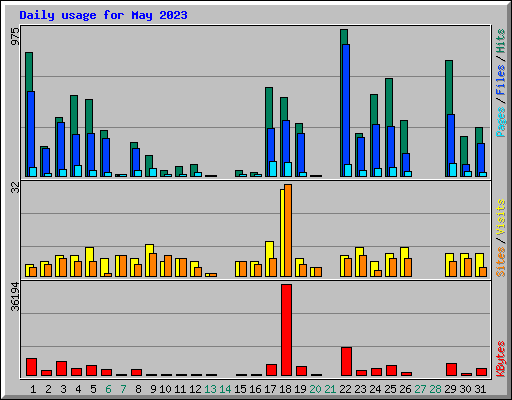 Daily usage for May 2023
975
Pages / Files / Hits
32
Sites / Visits
36194
KBytes
1 2 3 4 5 6 7 8 9 10 11 12 13 14 15 16 17 18 19 20 21 22 23 24 25 26 27 28 29 30 31